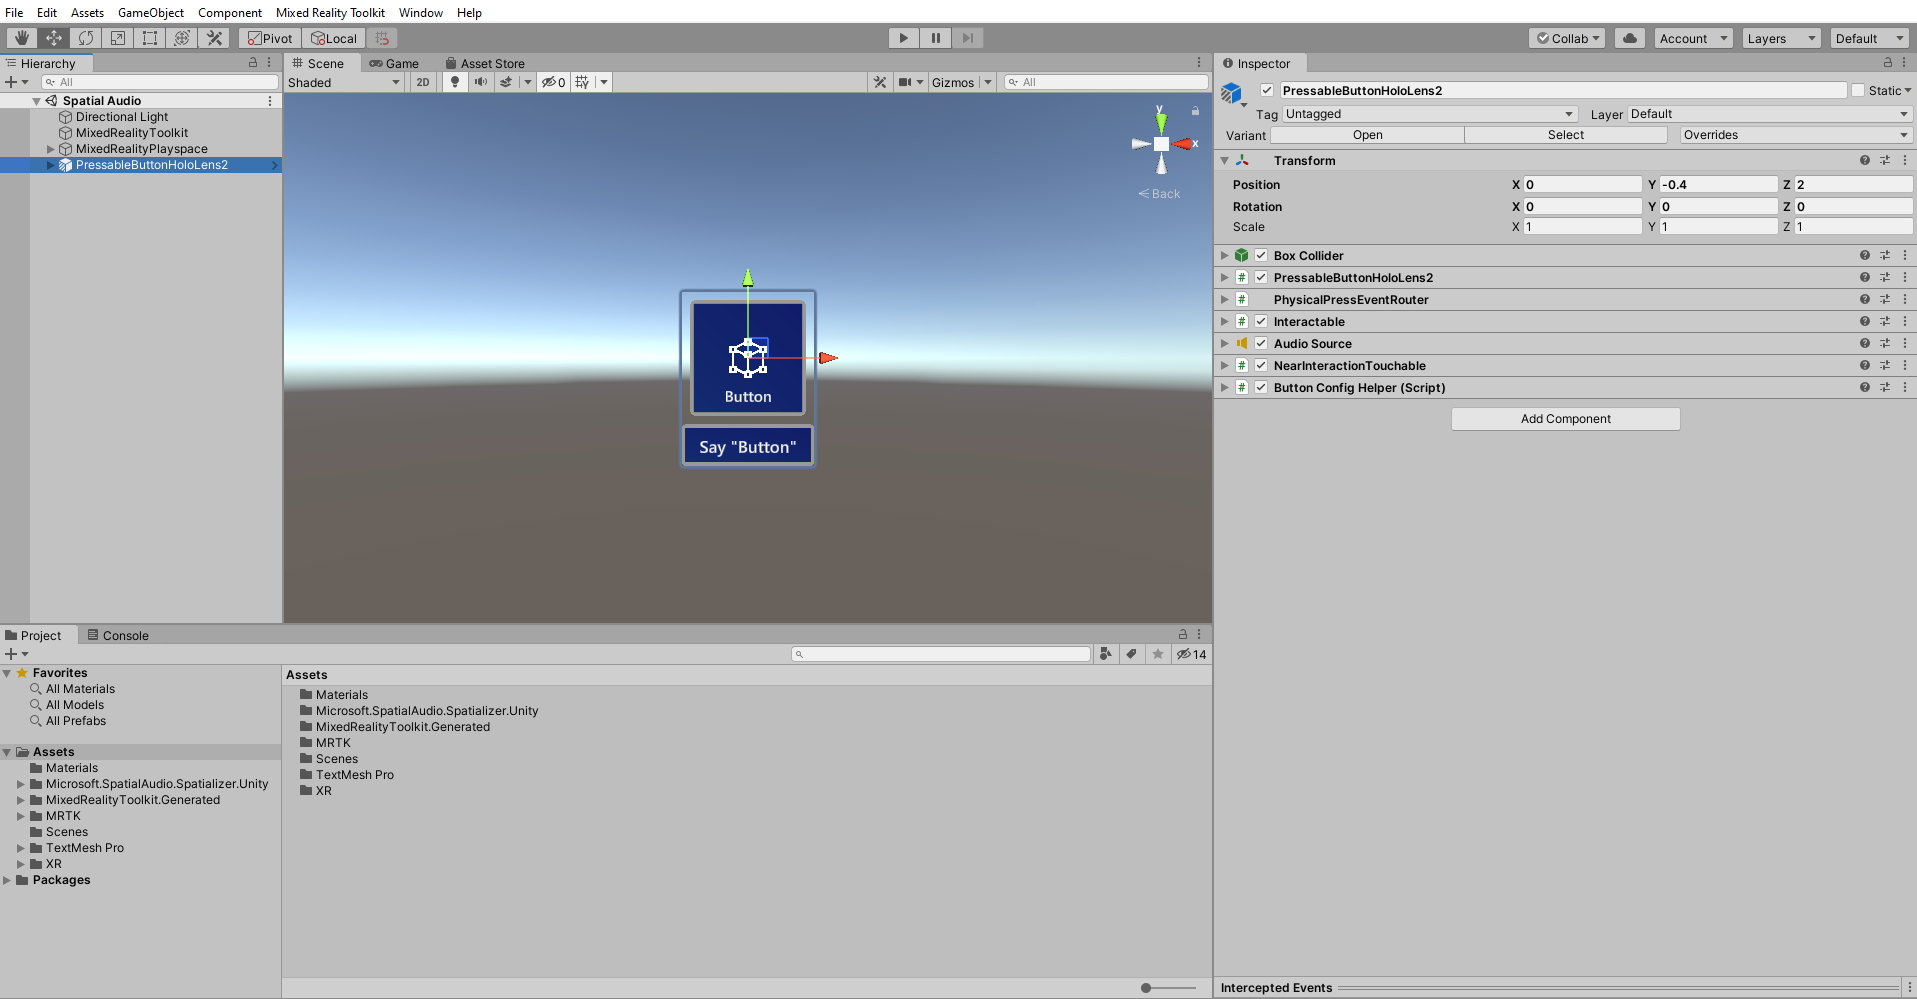 File Edit Assets GameObject Component Mixed Reality Toolkit Window Help
Pivot Local Collab Account Layers Default
Hierarchy
All
Spatial Audio
Directional Light
MixedRealityToolkit
MixedRealityPlayspace
PressableButtonHoloLens2
Scene Game Asset Store
Shaded 2D 0 Gizmos All
y
x
Back
Button
Say "Button"
Inspector
PressableButtonHoloLens2 Static
Tag Untagged Layer Default
Variant Open Select Overrides
Transform
Position X 0 Y -0.4 Z 2
Rotation X 0 Y 0 Z 0
Scale X 1 Y 1 Z 1
Box Collider
# PressableButtonHoloLens2
# PhysicalPressEventRouter
# Interactable
Audio Source
# NearInteractionTouchable
# Button Config Helper (Script)
Add Component
Project Console
14
Favorites
All Materials
All Models
All Prefabs
Assets
Materials
Microsoft.SpatialAudio.Spatializer.Unity
MixedRealityToolkit.Generated
MRTK
Scenes
TextMesh Pro
XR
Packages
Assets
Materials
Microsoft.SpatialAudio.Spatializer.Unity
MixedRealityToolkit.Generated
MRTK
Scenes
TextMesh Pro
XR
Intercepted Events